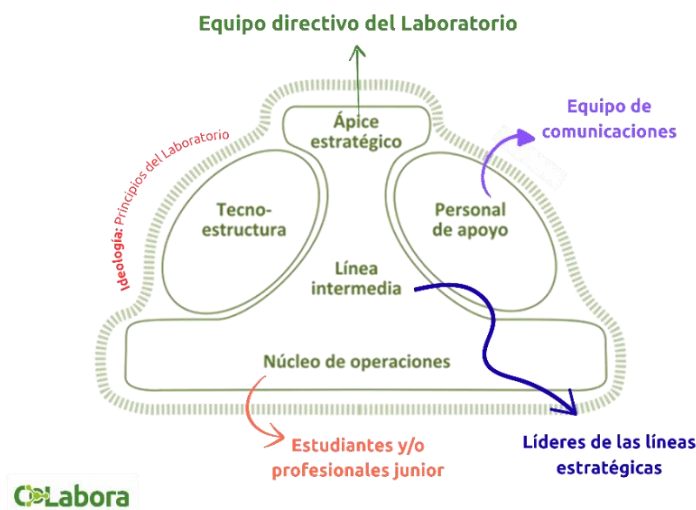 Equipo directivo del Laboratorio
Ápice
estratégico
Equipo de
comunicaciones
Ideología: Principios del Laboratorio
Tecno-
estructura
Personal
de apoyo
Línea
intermedia
Núcleo de operaciones
Estudiantes y/o
profesionales junior
Líderes de las líneas
estratégicas
CoLabora